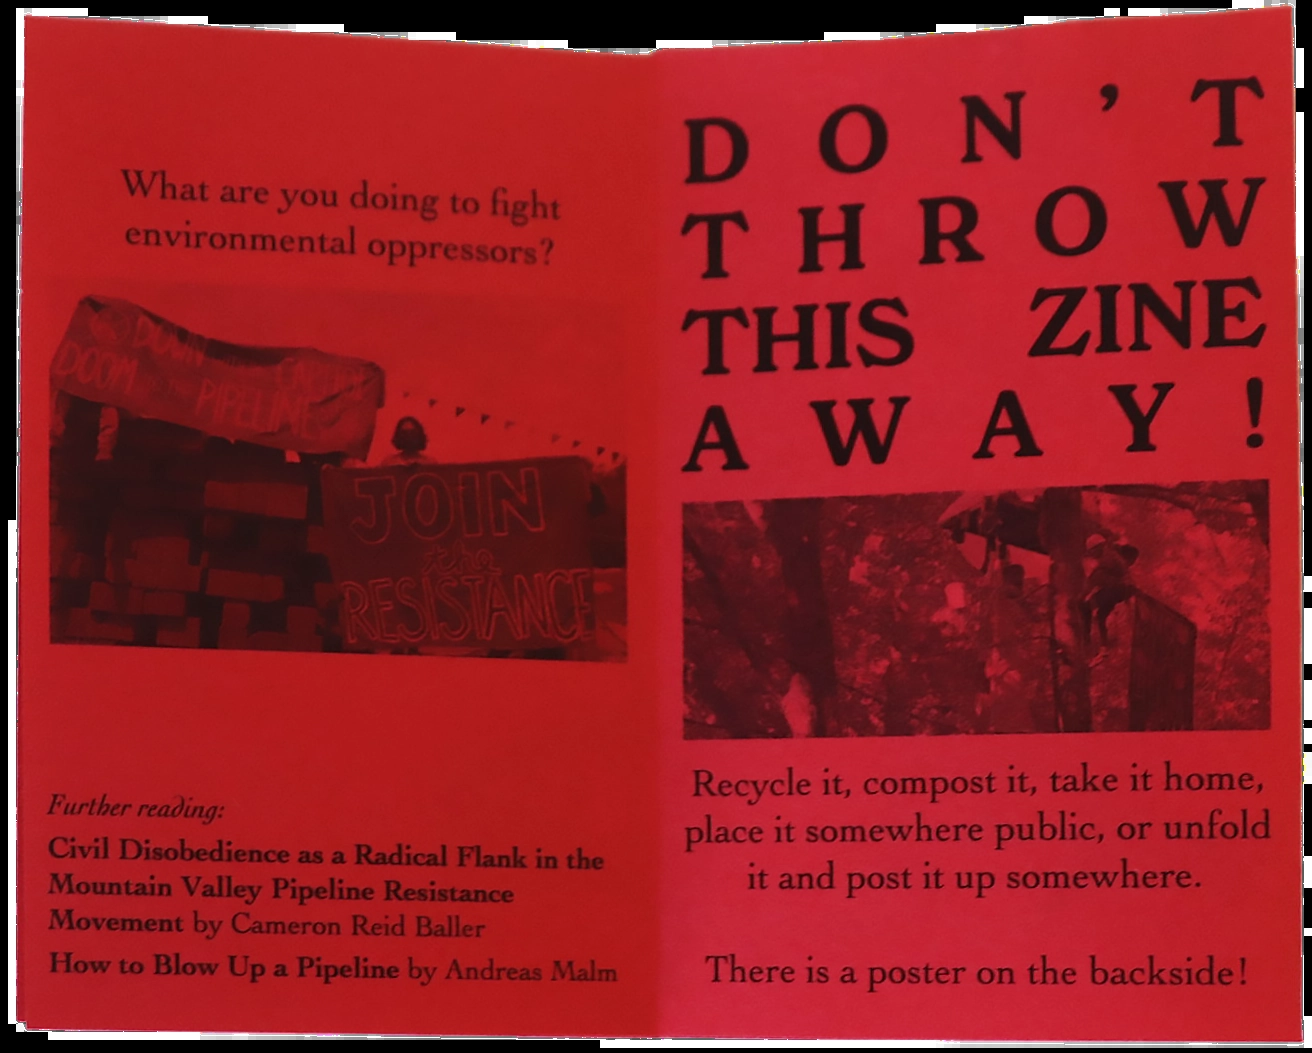 What are you doing to fight
environmental oppressors?
DOWN
DOOM PIPELINE
JOIN
the
RESISTANCE
Further reading:
Civil Disobedience as a Radical Flank in the
Mountain Valley Pipeline Resistance
Movement by Cameron Reid Baller
How to Blow Up a Pipeline by Andreas Malm
DON'T
THROW
THIS ZINE
AWAY!
Recycle it, compost it, take it home,
place it somewhere public, or unfold
it and post it up somewhere.
There is a poster on the backside!